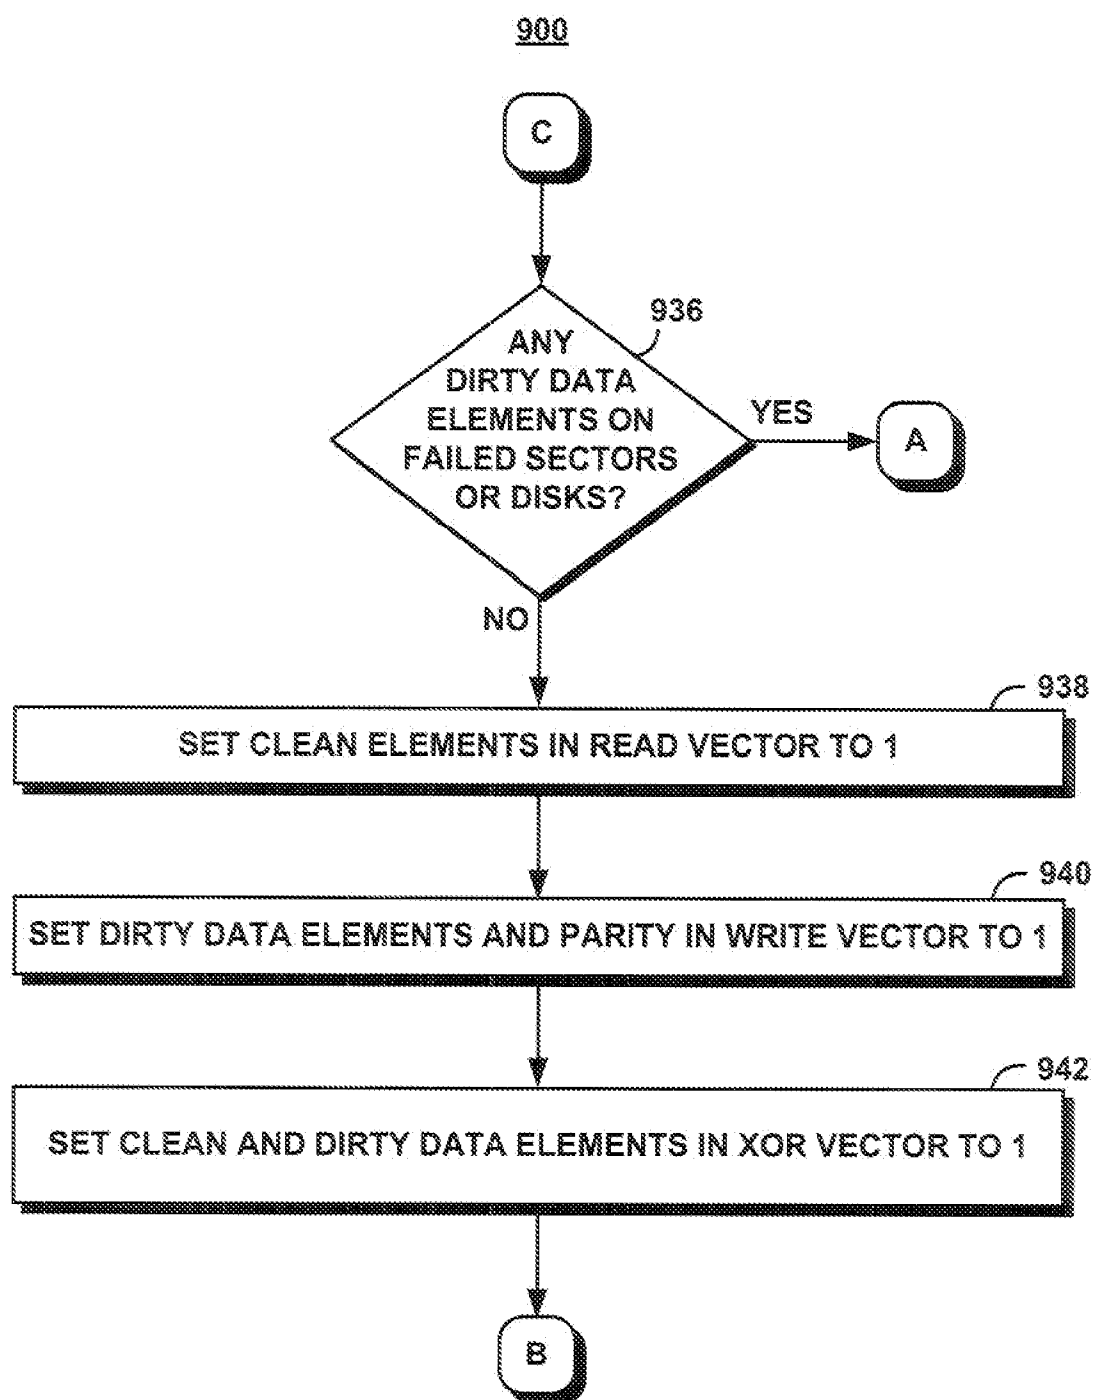 900
C
936
ANY
DIRTY DATA
ELEMENTS ON
FAILED SECTORS
OR DISKS?
YES
A
NO
938
SET CLEAN ELEMENTS IN READ VECTOR TO 1
940
SET DIRTY DATA ELEMENTS AND PARITY IN WRITE VECTOR TO 1
942
SET CLEAN AND DIRTY DATA ELEMENTS IN XOR VECTOR TO 1
B